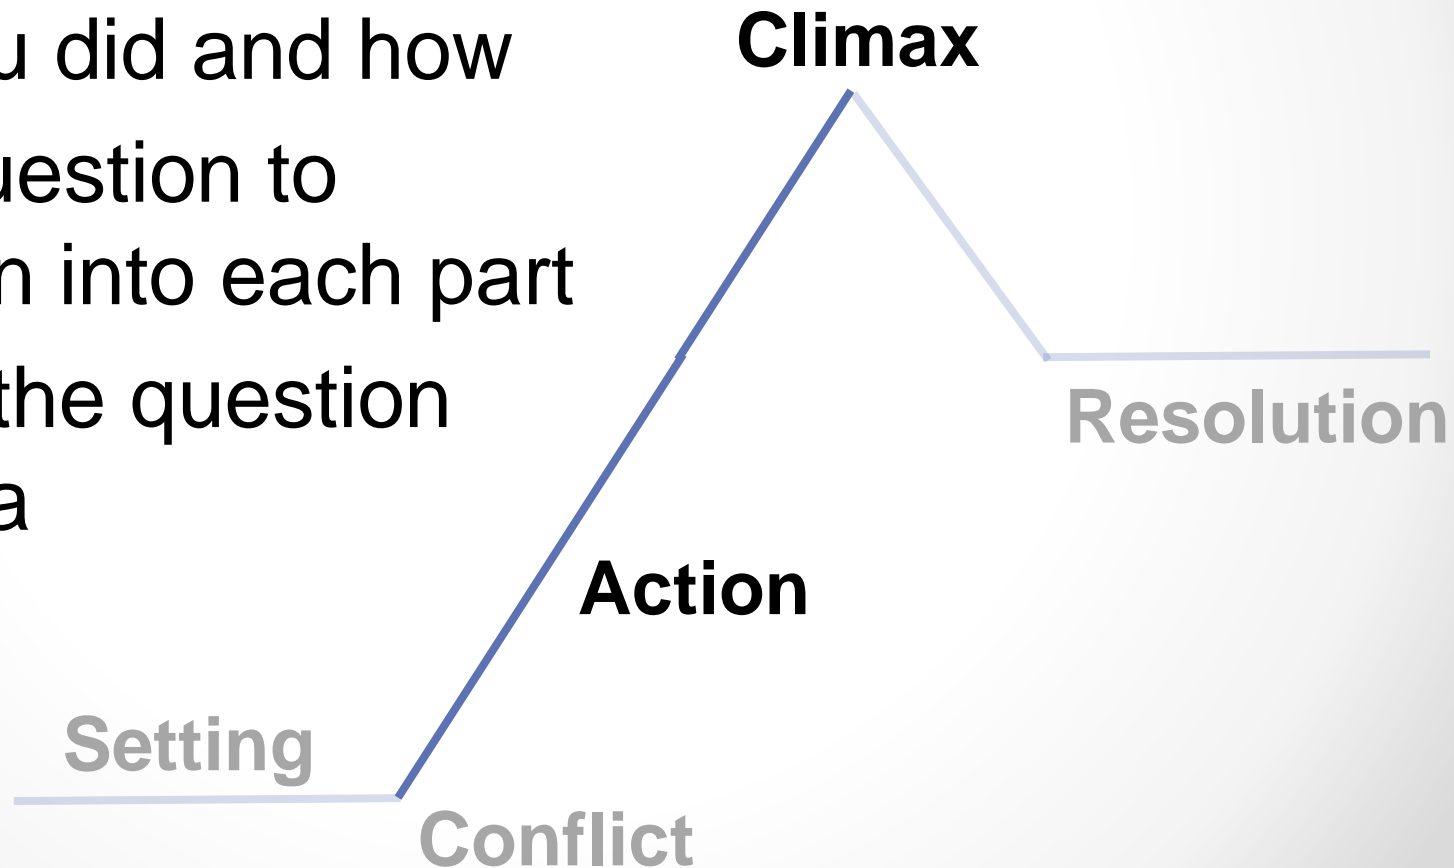 u did and how
uestion to
n into each part
the question
a
Climax
Resolution
Action
Setting
Conflict